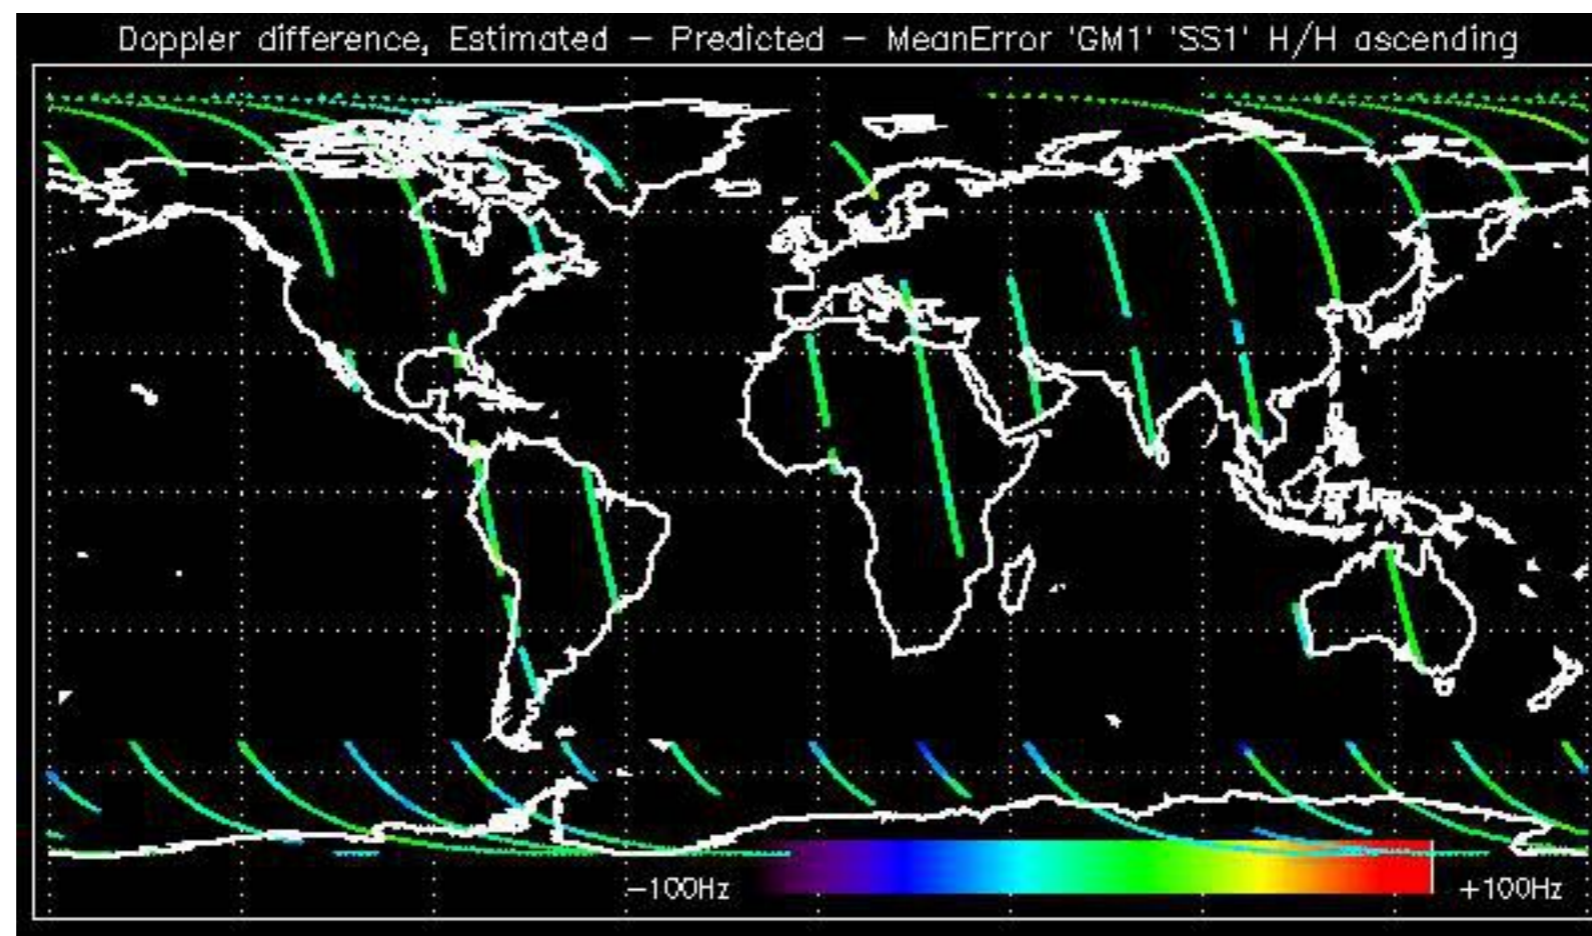 Doppler difference, Estimated – Predicted – MeanError 'GM1' 'SS1' H/H ascending
−100Hz
+100Hz